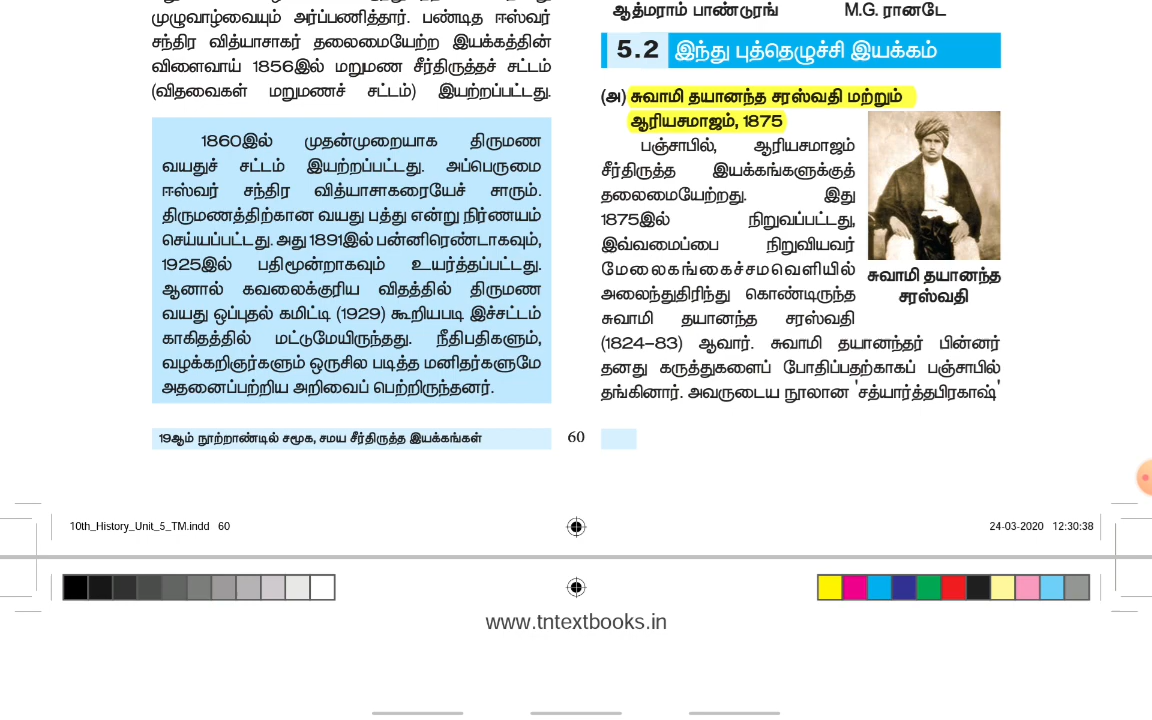 முழுவாழ்வையும் அர்ப்பணித்தார். பண்டித ஈஸ்வர்
சந்திர வித்யாசாகர் தலைமையேற்ற இயக்கத்தின்
விளைவாய் 1856இல் மறுமண சீர்திருத்தச் சட்டம்
(விதவைகள் மறுமணச் சட்டம்) இயற்றப்பட்டது.
1860இல் முதன்முறையாக திருமண
வயதுச் சட்டம் இயற்றப்பட்டது. அப்பெருமை
ஈஸ்வர் சந்திர வித்யாசாகரையேச் சாரும்.
திருமணத்திற்கான வயது பத்து என்று நிர்ணயம்
செய்யப்பட்டது. அது 1891இல் பன்னிரெண்டாகவும்,
1925இல் பதிமூன்றாகவும் உயர்த்தப்பட்டது.
ஆனால் கவலைக்குரிய விதத்தில் திருமண
வயது ஒப்புதல் கமிட்டி (1929) கூறியபடி இச்சட்டம்
காகிதத்தில் மட்டுமேயிருந்தது. நீதிபதிகளும்,
வழக்கறிஞர்களும் ஒருசில படித்த மனிதர்களுமே
அதனைப்பற்றிய அறிவைப் பெற்றிருந்தனர்.
ஆத்மராம் பாண்டுரங் M.G. ரானடே
5.2 இந்து புத்தெழுச்சி இயக்கம்
(அ) சுவாமி தயானந்த சரஸ்வதி மற்றும்
ஆரியசமாஜம், 1875
பஞ்சாபில், ஆரியசமாஜம்
சீர்திருத்த இயக்கங்களுக்குத்
தலைமையேற்றது. இது
1875இல் நிறுவப்பட்டது,
இவ்வமைப்பை நிறுவியவர்
மேலைகங்கைச்சமவெளியில்
அலைந்துதிரிந்து கொண்டிருந்த
சுவாமி தயானந்த சரஸ்வதி
(1824–83) ஆவார். சுவாமி தயானந்தர் பின்னர்
தனது கருத்துகளைப் போதிப்பதற்காகப் பஞ்சாபில்
தங்கினார். அவருடைய நூலான 'சத்யார்த்தபிரகாஷ்'
சுவாமி தயானந்த
சரஸ்வதி
19ஆம் நூற்றாண்டில் சமூக, சமய சீர்திருத்த இயக்கங்கள் 60
10th_History_Unit_5_TM.indd 60 24-03-2020 12:30:38
www.tntextbooks.in